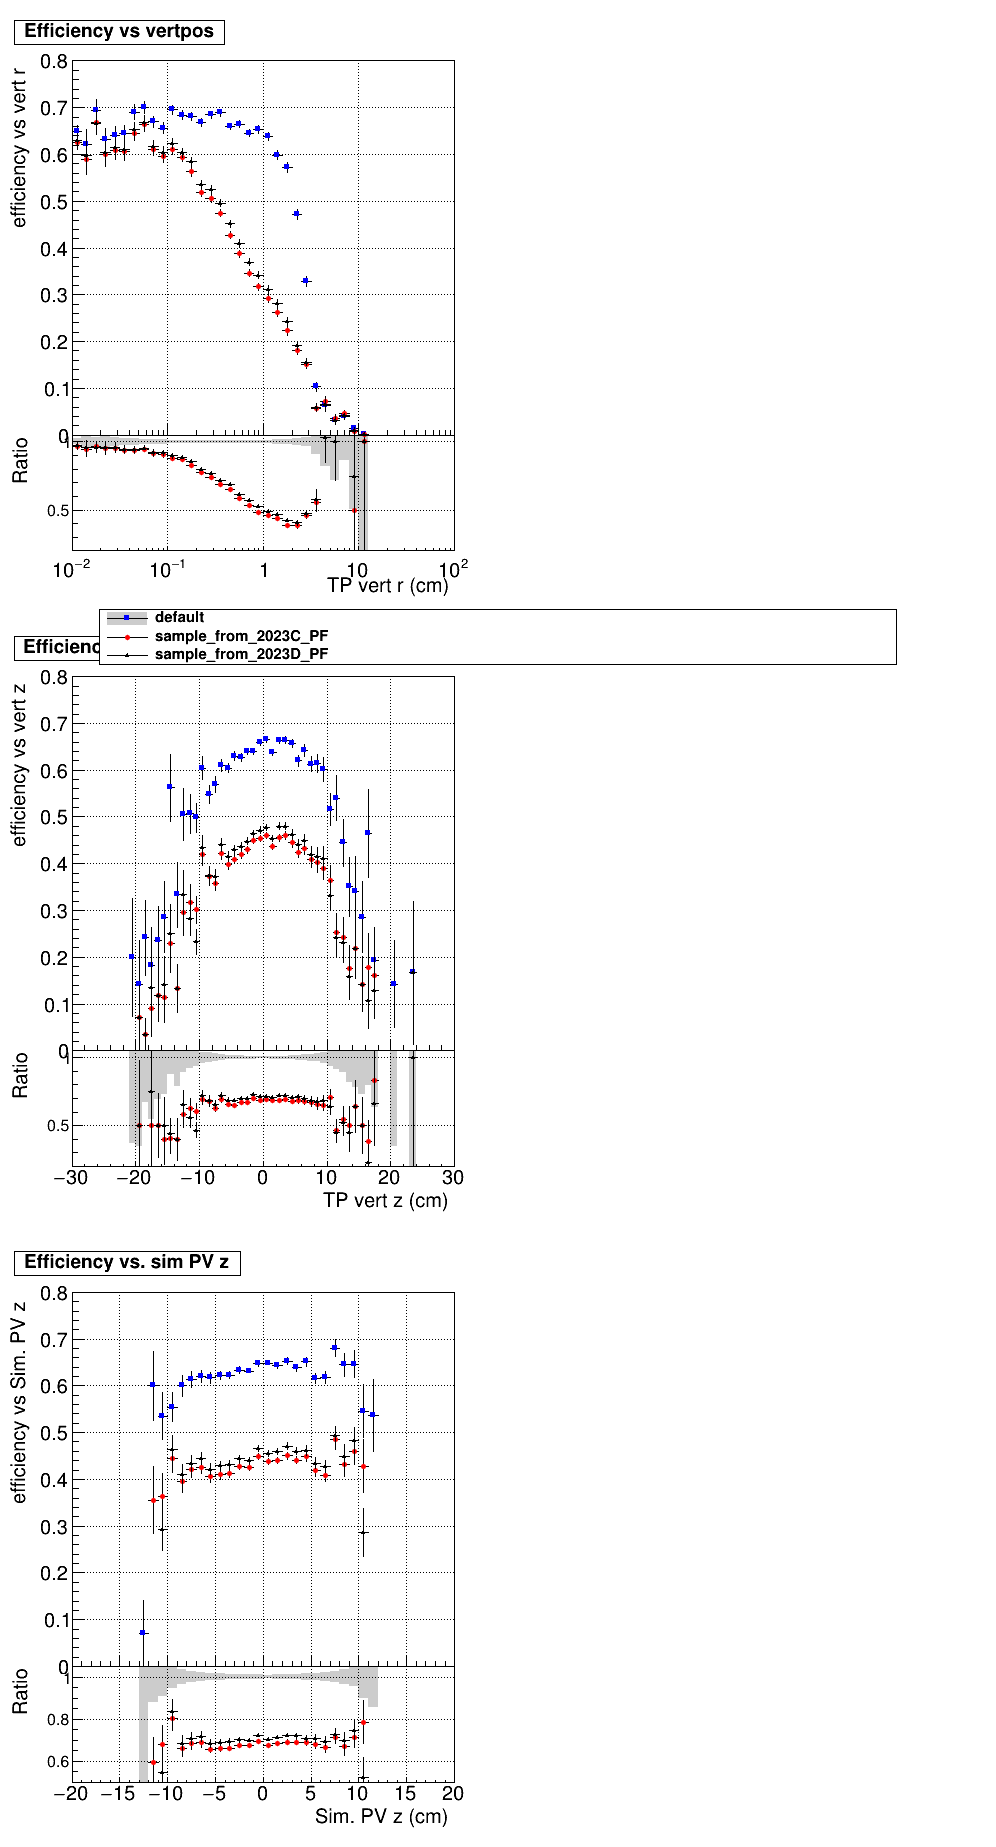 Efficiency vs vertpos
efficiency vs vert r
0.8
0.7
0.6
0.5
0.4
0.3
0.2
0.1
0
Ratio
1
0.5
10−2 10−1 1 10 102
TP vert r (cm)
default
sample_from_2023C_PF
sample_from_2023D_PF
Efficienc
efficiency vs vert z
0.8
0.7
0.6
0.5
0.4
0.3
0.2
0.1
0
Ratio
1
0.5
−30 −20 −10 0 10 20 30
TP vert z (cm)
Efficiency vs. sim PV z
efficiency vs Sim. PV z
0.8
0.7
0.6
0.5
0.4
0.3
0.2
0.1
0
Ratio
1
0.8
0.6
−20 −15 −10 −5 0 5 10 15 20
Sim. PV z (cm)